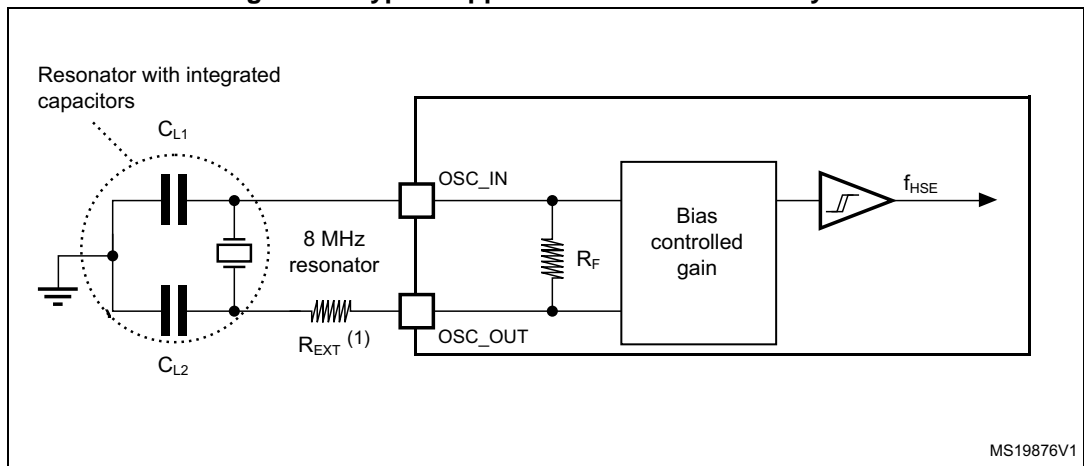 Resonator with integrated
capacitors
CL1
OSC_IN
fHSE
8 MHz
resonator
RF
Bias
controlled
gain
REXT (1)
OSC_OUT
CL2
MS19876V1